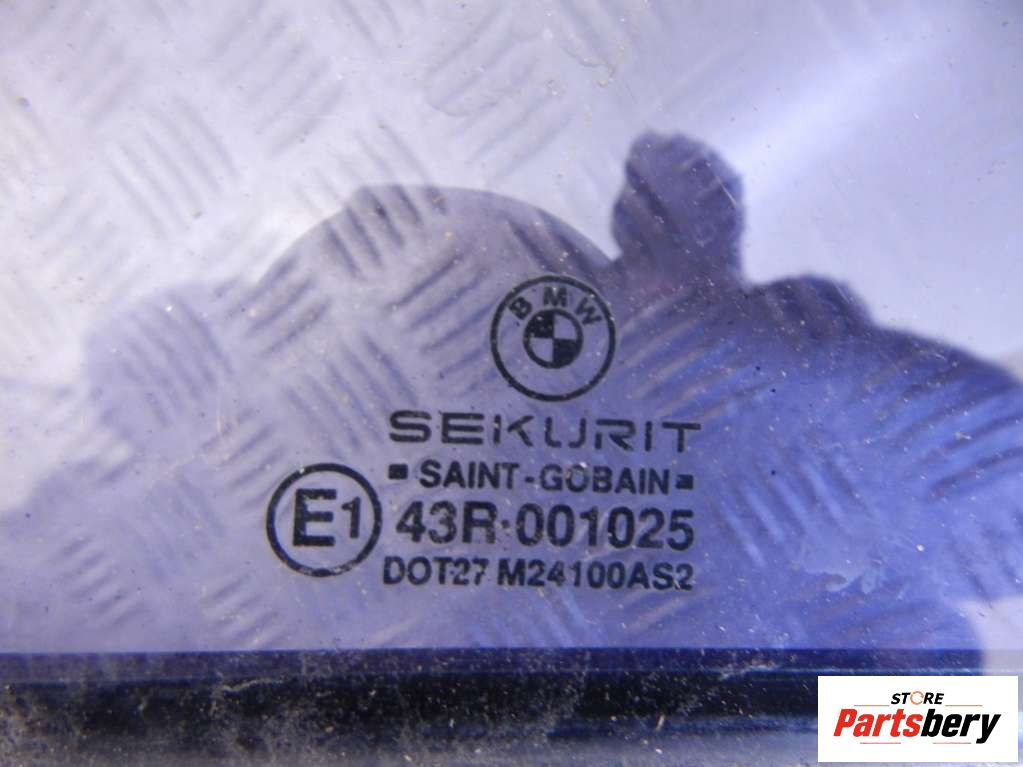 BMW
SEKURIT
SAINT-GOBAIN
E1 43R-001025
DOT27 M24100AS2
STORE
Partsbery